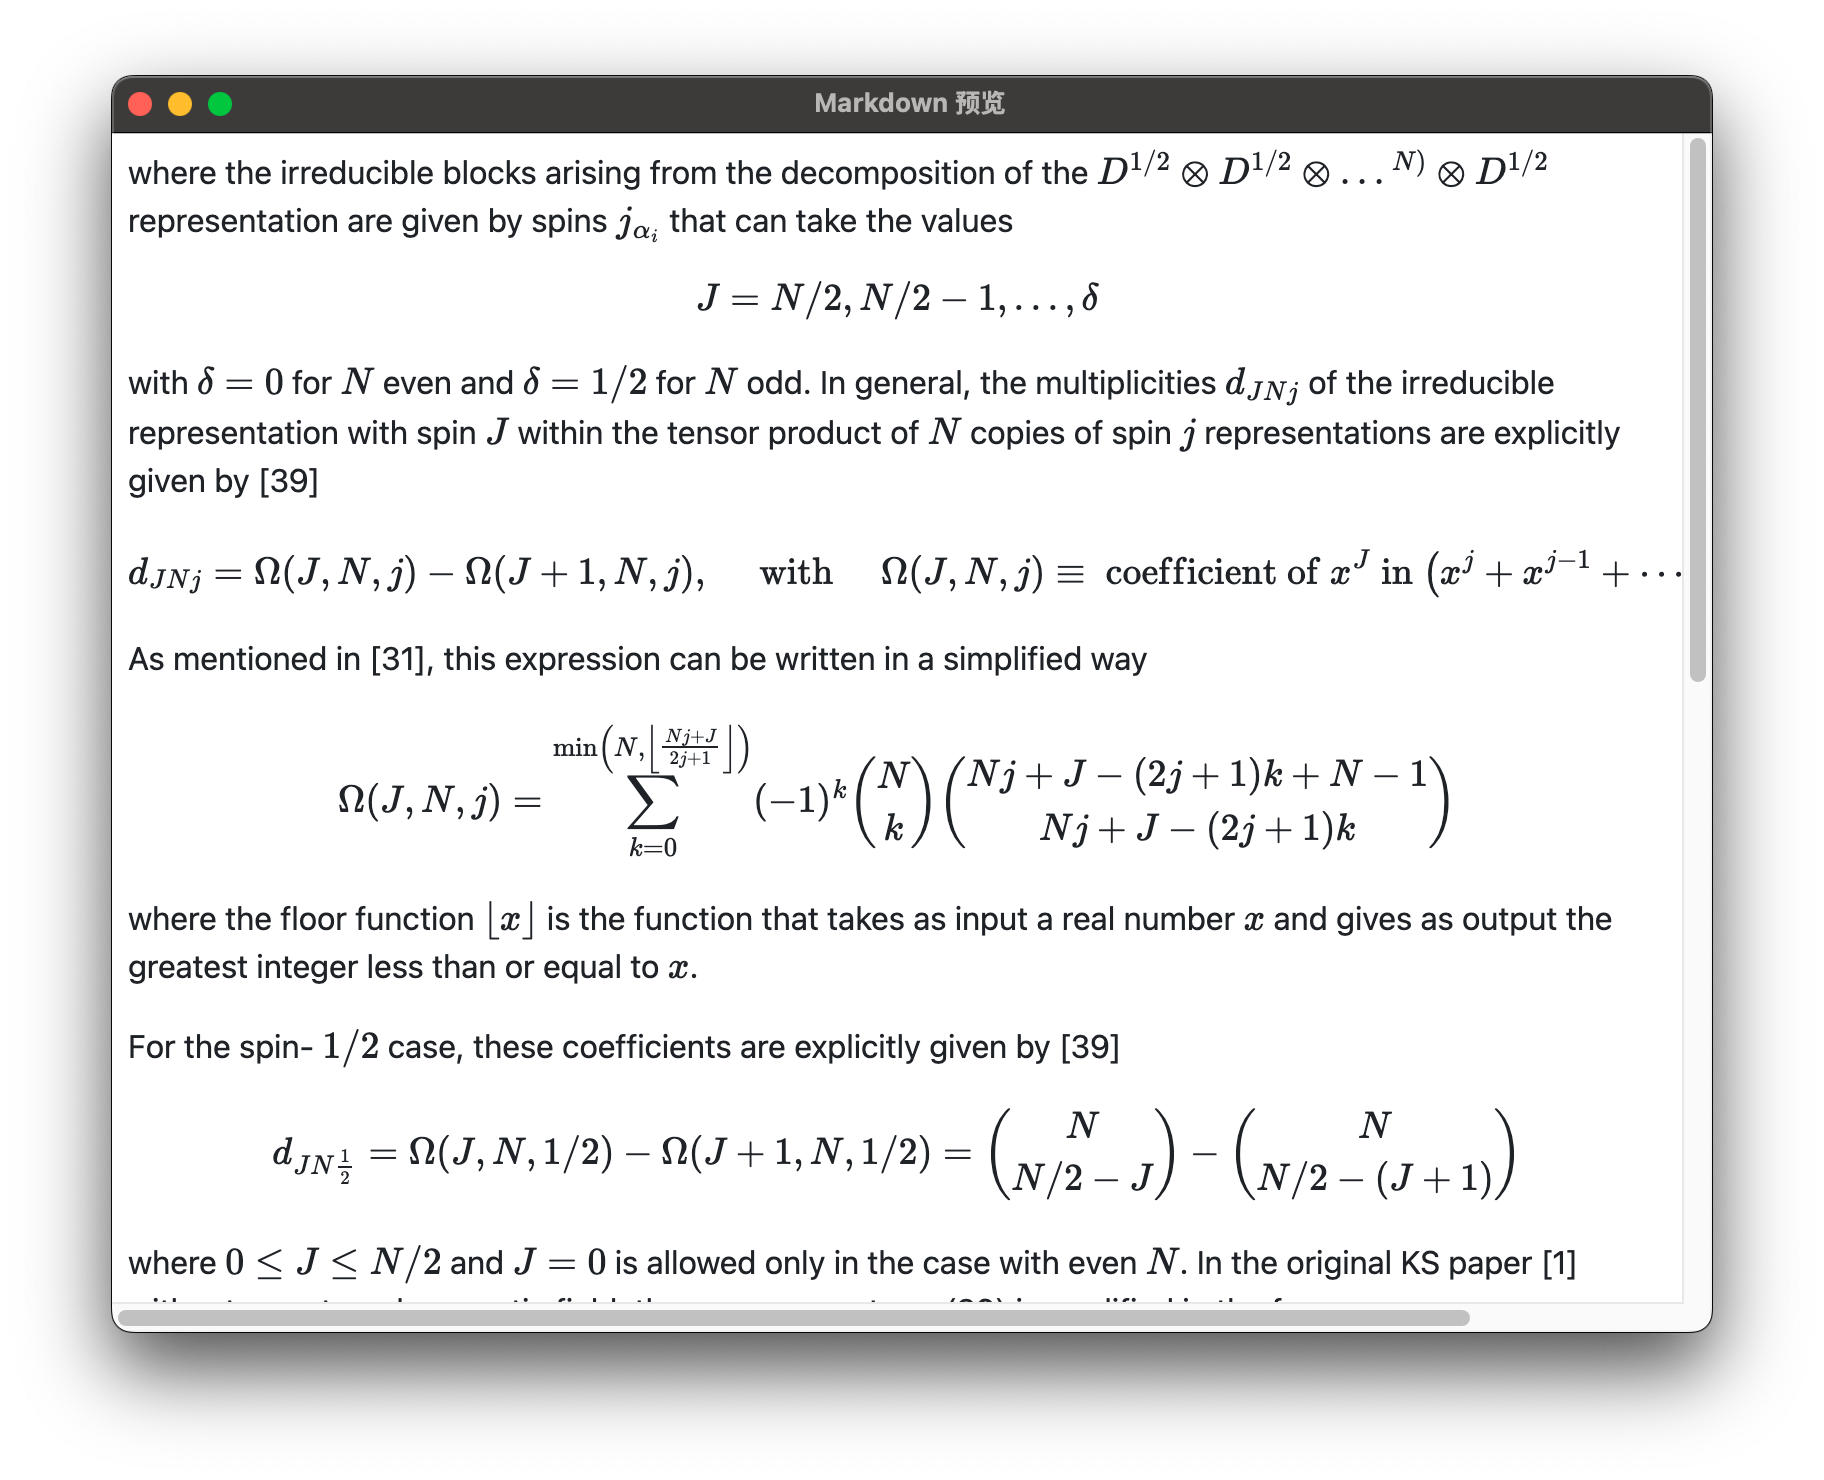 Markdown 预览
where the irreducible blocks arising from the decomposition of the $D^{1/2} \otimes D^{1/2} \otimes \dots ^{N)} \otimes D^{1/2}$
representation are given by spins $j_{\alpha_i}$ that can take the values
$J = N/2, N/2 - 1, \dots, \delta$
with $\delta = 0$ for $N$ even and $\delta = 1/2$ for $N$ odd. In general, the multiplicities $d_{JNj}$ of the irreducible
representation with spin $J$ within the tensor product of $N$ copies of spin $j$ representations are explicitly
given by [39]
$d_{JNj} = \Omega(J, N, j) - \Omega(J + 1, N, j), \quad \text{with} \quad \Omega(J, N, j) \equiv \text{ coefficient of } x^J \text{ in } (x^j + x^{j-1} + \cdots$
As mentioned in [31], this expression can be written in a simplified way
$\Omega(J, N, j) = \sum_{k=0}^{\min\left(N, \left\lfloor \frac{Nj+J}{2j+1} \right\rfloor\right)} (-1)^k \binom{N}{k} \binom{Nj + J - (2j + 1)k + N - 1}{Nj + J - (2j + 1)k}$
where the floor function $\lfloor x \rfloor$ is the function that takes as input a real number $x$ and gives as output the
greatest integer less than or equal to $x$.
For the spin- $1/2$ case, these coefficients are explicitly given by [39]
$d_{JN\frac{1}{2}} = \Omega(J, N, 1/2) - \Omega(J + 1, N, 1/2) = \binom{N}{N/2 - J} - \binom{N}{N/2 - (J + 1)}$
where $0 \leq J \leq N/2$ and $J = 0$ is allowed only in the case with even $N$. In the original KS paper [1]